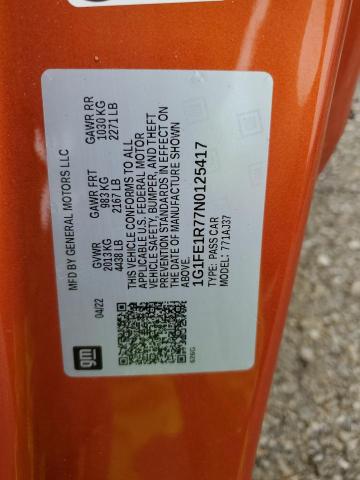 MFD BY GENERAL MOTORS LLC
04/22
GVWR
2013 KG
4438 LB
GAWR FRT
983 KG
2167 LB
GAWR RR
1030 KG
2271 LB
THIS VEHICLE CONFORMS TO ALL
APPLICABLE U.S. FEDERAL MOTOR
VEHICLE SAFETY, BUMPER, AND THEFT
PREVENTION STANDARDS IN EFFECT ON
THE DATE OF MANUFACTURE SHOWN
ABOVE.
1G1FE1R77N0125417
TYPE: PASS CAR
MODEL: 771AJ37
gm
626G